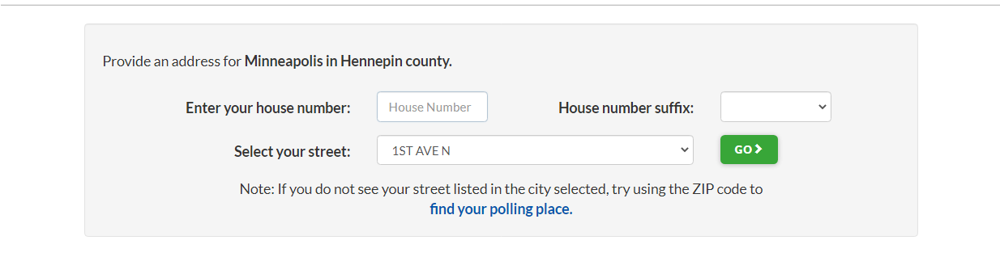 Provide an address for Minneapolis in Hennepin county.
Enter your house number: House Number House number suffix:
Select your street: 1ST AVE N GO
Note: If you do not see your street listed in the city selected, try using the ZIP code to
find your polling place.